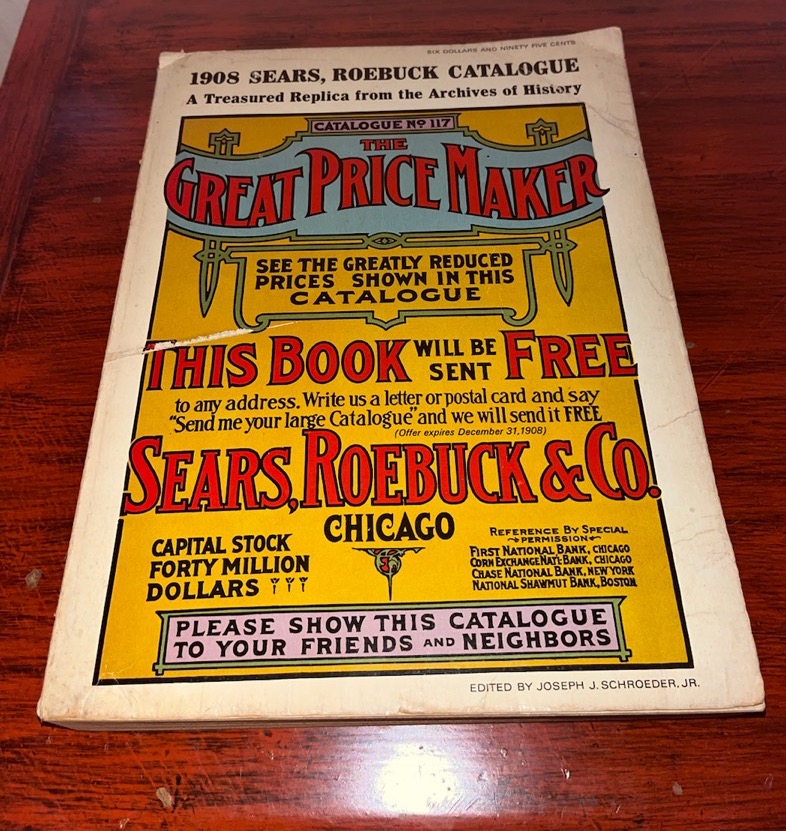 SIX DOLLARS AND NINETY FIVE CENTS
1908 SEARS, ROEBUCK CATALOGUE
A Treasured Replica from the Archives of History
CATALOGUE Nº 117
THE
GREAT PRICE MAKER
SEE THE GREATLY REDUCED
PRICES SHOWN IN THIS
CATALOGUE
THIS BOOK WILL BE SENT FREE
to any address. Write us a letter or postal card and say
"Send me your large Catalogue" and we will send it FREE
(Offer expires December 31, 1908)
SEARS, ROEBUCK & CO.
CHICAGO
CAPITAL STOCK
FORTY MILLION
DOLLARS
REFERENCE BY SPECIAL
PERMISSION
FIRST NATIONAL BANK, CHICAGO
CORN EXCHANGE NAT'L BANK, CHICAGO
CHASE NATIONAL BANK, NEW YORK
NATIONAL SHAWMUT BANK, BOSTON
PLEASE SHOW THIS CATALOGUE
TO YOUR FRIENDS AND NEIGHBORS
EDITED BY JOSEPH J. SCHROEDER, JR.